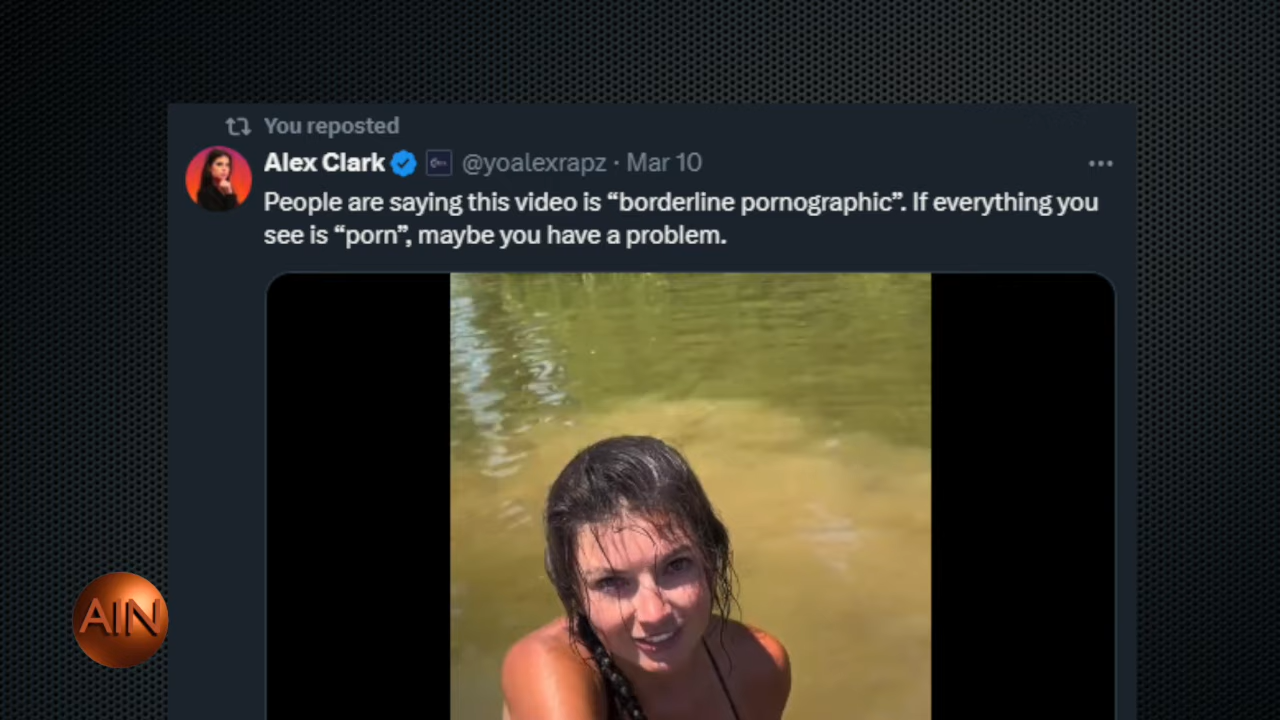 You reposted
Alex Clark @yoalexrapz · Mar 10
People are saying this video is “borderline pornographic”. If everything you
see is “porn”, maybe you have a problem.
AIN